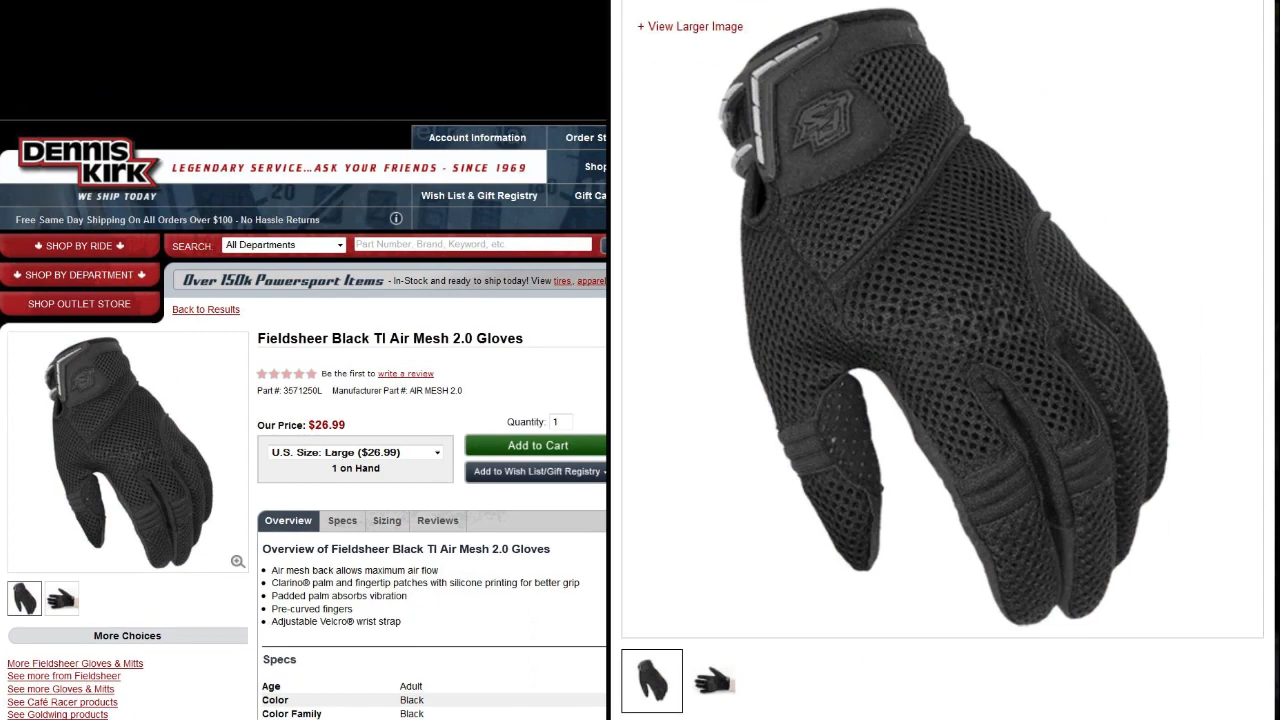 + View Larger Image
DENNIS
KIRK
WE SHIP TODAY
LEGENDARY SERVICE...ASK YOUR FRIENDS - SINCE 1969
Account Information
Order St
Shop
Wish List & Gift Registry
Gift Ca
Free Same Day Shipping On All Orders Over $100 - No Hassle Returns
SHOP BY RIDE
SEARCH:
All Departments
Part Number, Brand, Keyword, etc.
SHOP BY DEPARTMENT
Over 150k Powersport Items - In-Stock and ready to ship today! View tires, apparel
SHOP OUTLET STORE
Back to Results
Fieldsheer Black TI Air Mesh 2.0 Gloves
Be the first to write a review
Part #: 3571250L Manufacturer Part #: AIR MESH 2.0
Our Price: $26.99
Quantity: 1
U.S. Size: Large ($26.99)
1 on Hand
Add to Cart
Add to Wish List/Gift Registry
Overview
Specs
Sizing
Reviews
Overview of Fieldsheer Black TI Air Mesh 2.0 Gloves
Air mesh back allows maximum air flow
Clarino® palm and fingertip patches with silicone printing for better grip
Padded palm absorbs vibration
Pre-curved fingers
Adjustable Velcro® wrist strap
More Choices
More Fieldsheer Gloves & Mitts
See more from Fieldsheer
See more Gloves & Mitts
See Café Racer products
See Goldwing products
Specs
Age Adult
Color Black
Color Family Black